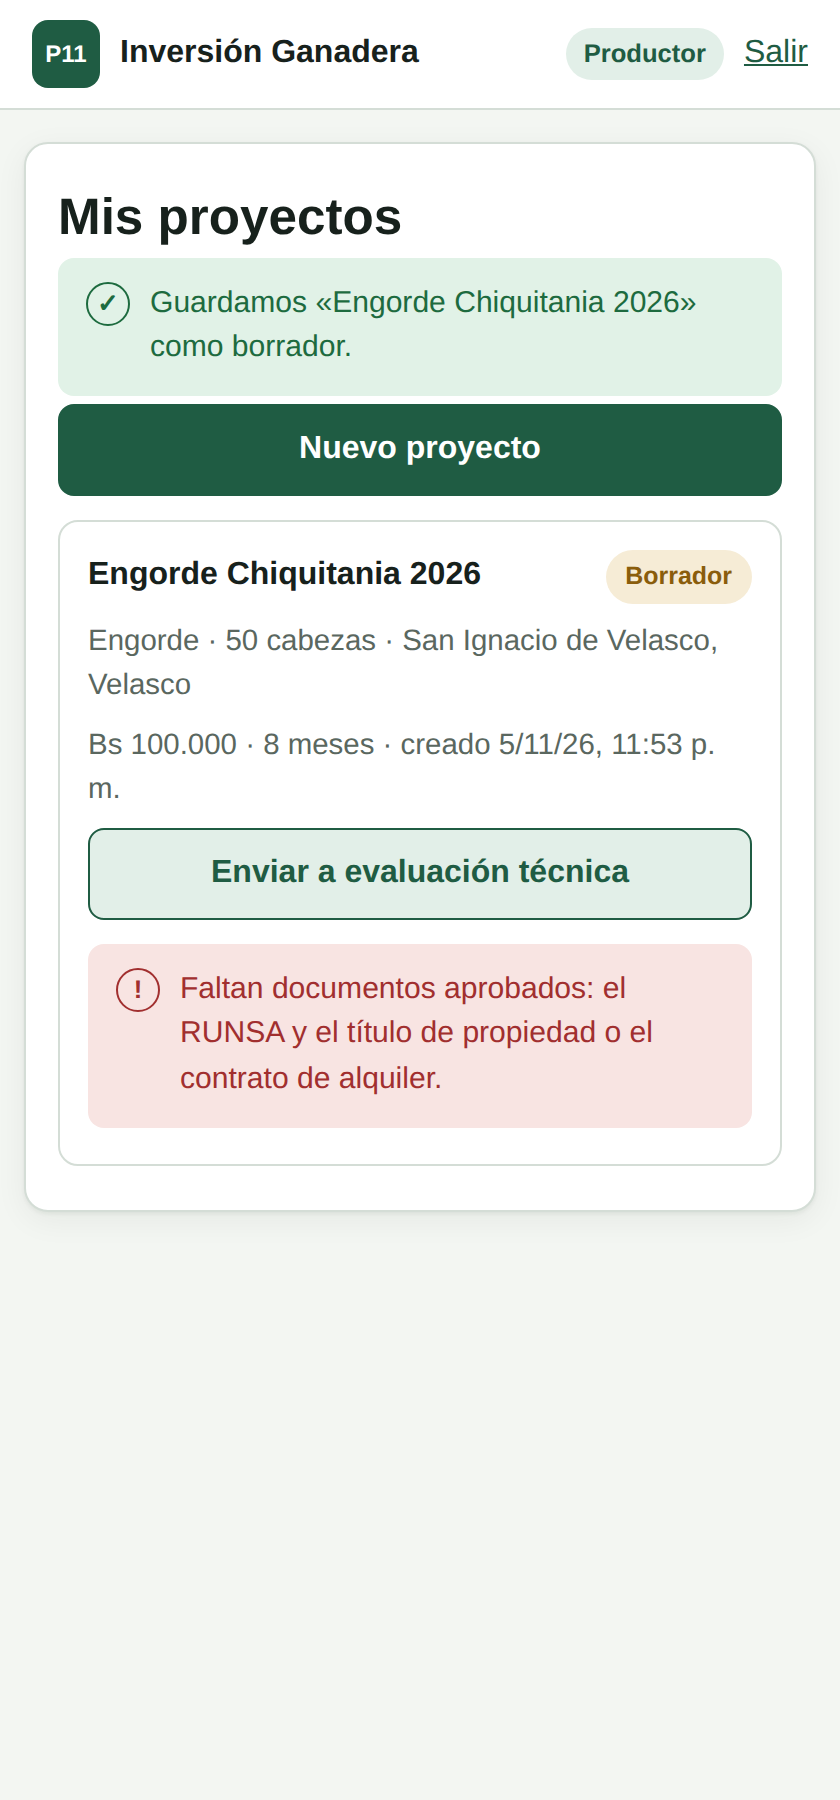 P11 Inversión Ganadera Productor Salir
Mis proyectos
✓ Guardamos «Engorde Chiquitania 2026»
como borrador.
Nuevo proyecto
Engorde Chiquitania 2026 Borrador
Engorde · 50 cabezas · San Ignacio de Velasco,
Velasco
Bs 100.000 · 8 meses · creado 5/11/26, 11:53 p.
m.
Enviar a evaluación técnica
! Faltan documentos aprobados: el
RUNSA y el título de propiedad o el
contrato de alquiler.